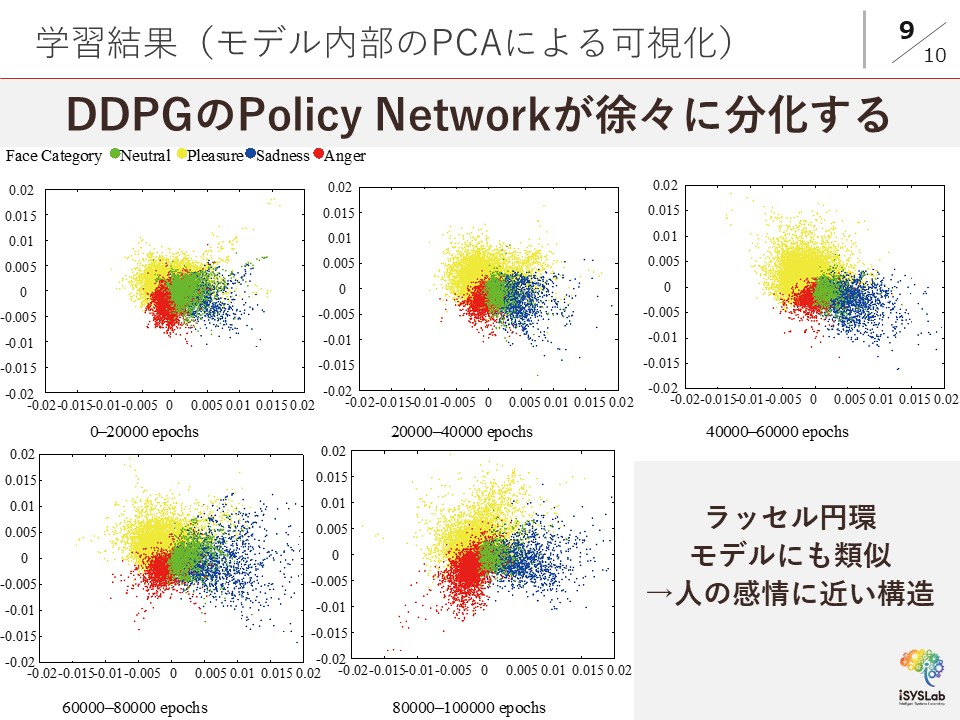 学習結果（モデル内部のPCAによる可視化）
9
10
DDPGのPolicy Networkが徐々に分化する
Face Category Neutral Pleasure Sadness Anger
0.02
0.015
0.01
0.005
0
-0.005
-0.01
-0.015
-0.02
-0.02 -0.015 -0.01 -0.005 0 0.005 0.01 0.015 0.02
0–20000 epochs
0.02
0.015
0.01
0.005
0
-0.005
-0.01
-0.015
-0.02
-0.02 -0.015 -0.01 -0.005 0 0.005 0.01 0.015 0.02
20000–40000 epochs
0.02
0.015
0.01
0.005
0
-0.005
-0.01
-0.015
-0.02
-0.02 -0.015 -0.01 -0.005 0 0.005 0.01 0.015 0.02
40000–60000 epochs
0.02
0.015
0.01
0.005
0
-0.005
-0.01
-0.015
-0.02
-0.02 -0.015 -0.01 -0.005 0 0.005 0.01 0.015 0.02
60000–80000 epochs
0.02
0.015
0.01
0.005
0
-0.005
-0.01
-0.015
-0.02
-0.02 -0.015 -0.01 -0.005 0 0.005 0.01 0.015 0.02
80000–100000 epochs
ラッセル円環
モデルにも類似
→人の感情に近い構造
iSYSLab
Intelligent Systems Laboratory